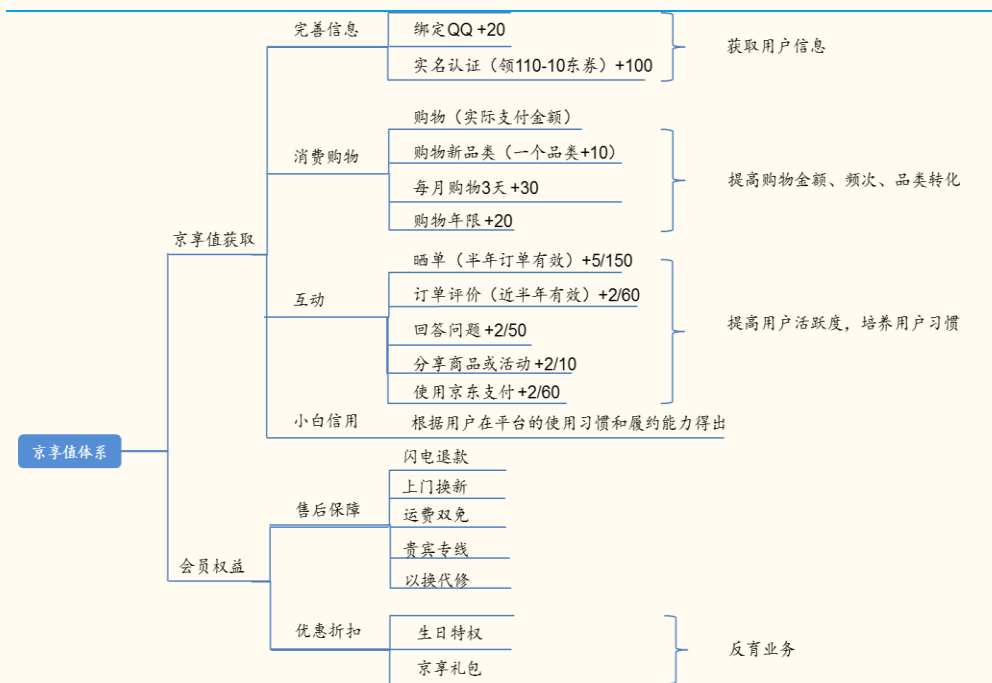 完善信息
绑定QQ +20
获取用户信息
实名认证（领110-10东券）+100
购物（实际支付金额）
消费购物
购物新品类（一个品类+10）
提高购物金额、频次、品类转化
每月购物3天+30
购物年限+20
京享值获取
晒单（半年订单有效）+5/150
互动
订单评价（近半年有效）+2/60
提高用户活跃度，培养用户习惯
回答问题+2/50
分享商品或活动+2/10
使用京东支付+2/60
小白信用
根据用户在平台的使用习惯和履约能力得出
京享值体系
闪电退款
上门换新
售后保障
运费双免
贵宾专线
会员权益
以换代修
优惠折扣
生日特权
反育业务
京享礼包